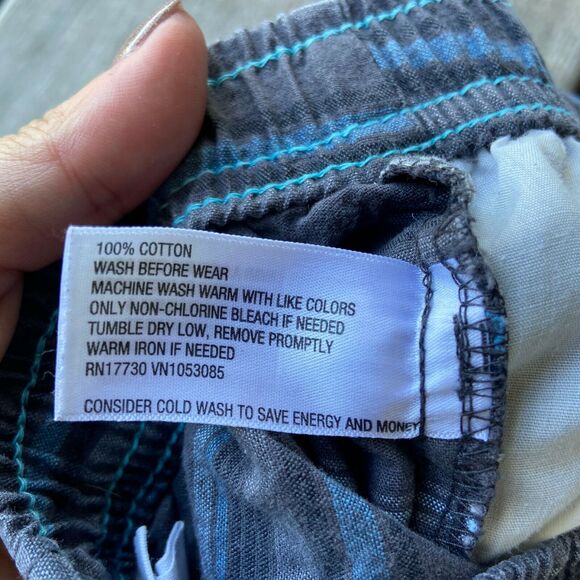 100% COTTON
WASH BEFORE WEAR
MACHINE WASH WARM WITH LIKE COLORS
ONLY NON-CHLORINE BLEACH IF NEEDED
TUMBLE DRY LOW, REMOVE PROMPTLY
WARM IRON IF NEEDED
RN17730 VN1053085
CONSIDER COLD WASH TO SAVE ENERGY AND MONEY